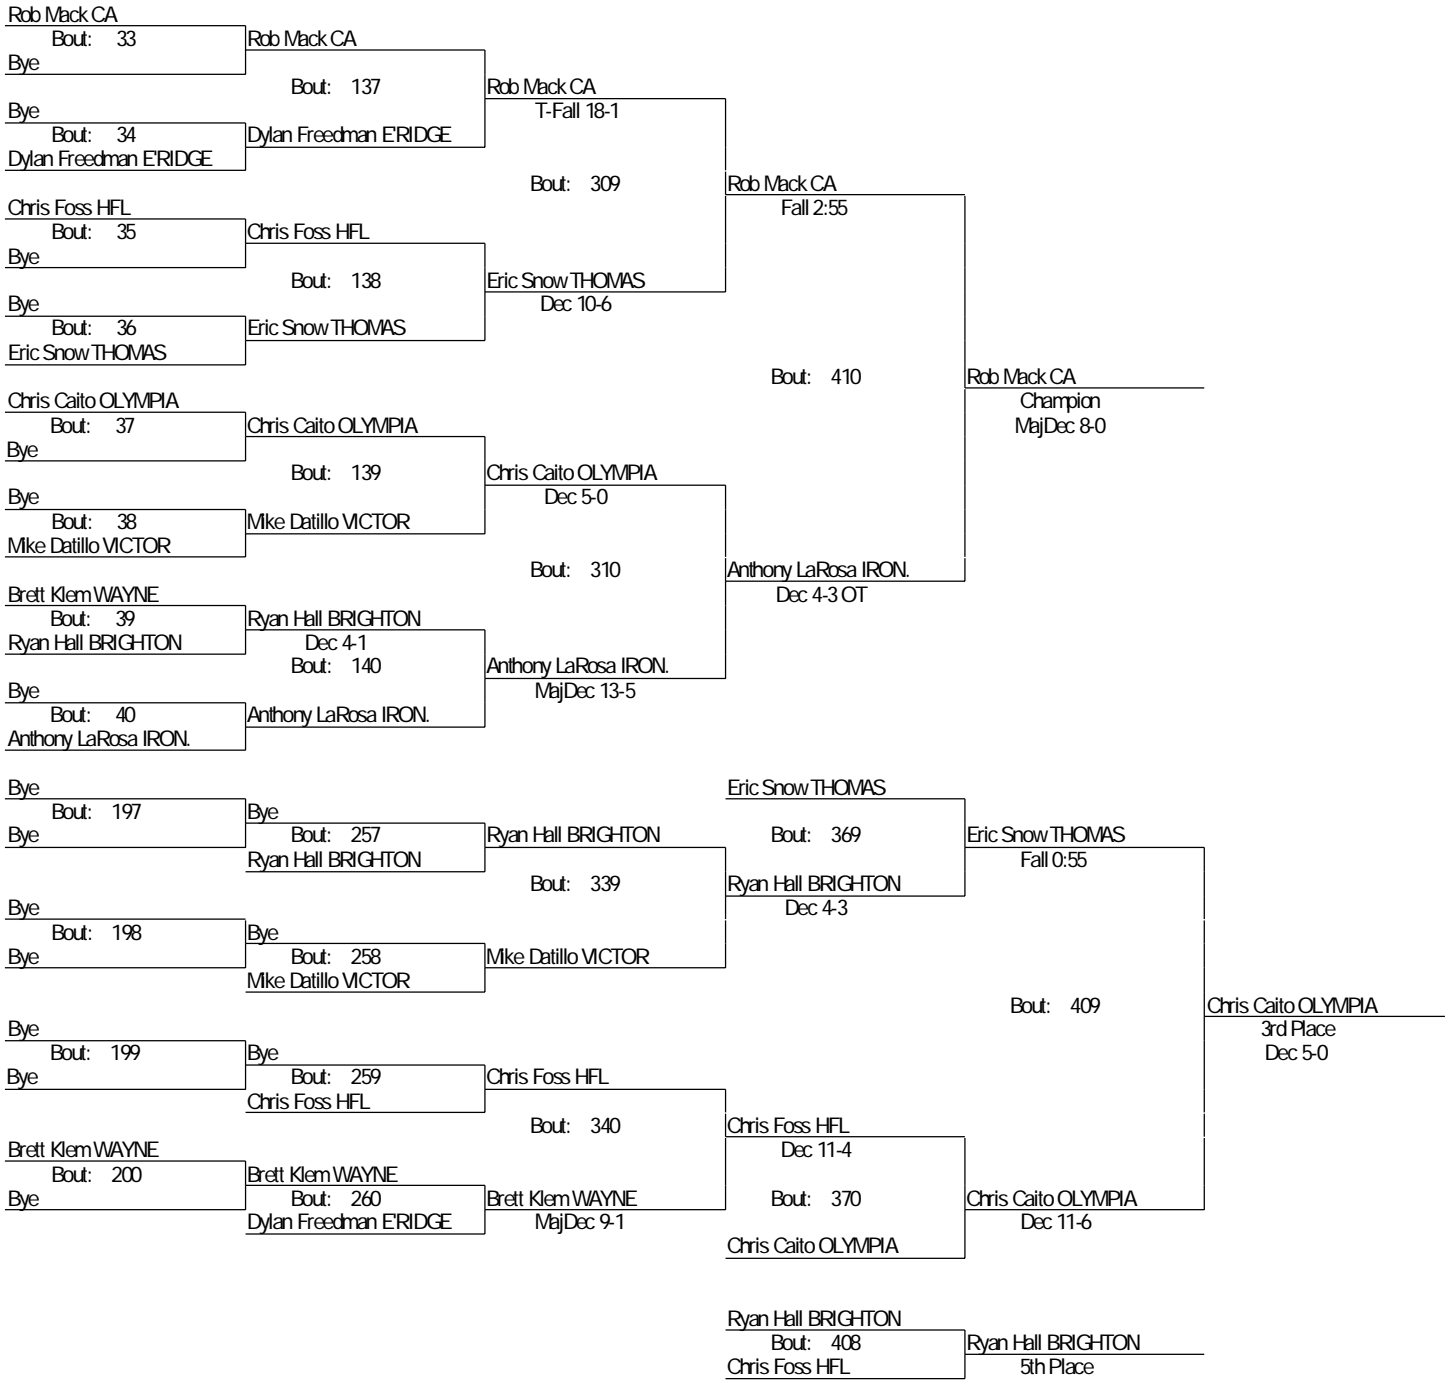 Rob Mack CA
Bout: 33
Rob Mack CA
Bye
Bout: 137
Rob Mack CA
Bye
T-Fall 18-1
Bout: 34
Dylan Freedman E'RIDGE
Dylan Freedman E'RIDGE
Bout: 309
Rob Mack CA
Chris Foss HFL
Fall 2:55
Bout: 35
Chris Foss HFL
Bye
Bout: 138
Eric Snow THOMAS
Bye
Dec 10-6
Bout: 36
Eric Snow THOMAS
Eric Snow THOMAS
Bout: 410
Rob Mack CA
Chris Caito OLYMPIA
Champion
Bout: 37
Chris Caito OLYMPIA
MajDec 8-0
Bye
Bout: 139
Chris Caito OLYMPIA
Bye
Dec 5-0
Bout: 38
Mike Datillo VICTOR
Mike Datillo VICTOR
Bout: 310
Anthony LaRosa IRON.
Brett Klem WAYNE
Dec 4-3 OT
Bout: 39
Ryan Hall BRIGHTON
Ryan Hall BRIGHTON
Dec 4-1
Bout: 140
Anthony LaRosa IRON.
Bye
MajDec 13-5
Bout: 40
Anthony LaRosa IRON.
Anthony LaRosa IRON.
Bye
Eric Snow THOMAS
Bout: 197
Bye
Bye
Bout: 257
Ryan Hall BRIGHTON
Bout: 369
Eric Snow THOMAS
Ryan Hall BRIGHTON
Fall 0:55
Bout: 339
Ryan Hall BRIGHTON
Bye
Dec 4-3
Bout: 198
Bye
Bye
Bout: 258
Mike Datillo VICTOR
Mike Datillo VICTOR
Bout: 409
Chris Caito OLYMPIA
Bye
3rd Place
Bout: 199
Bye
Dec 5-0
Bye
Bout: 259
Chris Foss HFL
Chris Foss HFL
Bout: 340
Chris Foss HFL
Brett Klem WAYNE
Dec 11-4
Bout: 200
Brett Klem WAYNE
Bye
Bout: 260
Brett Klem WAYNE
Bout: 370
Chris Caito OLYMPIA
Dylan Freedman E'RIDGE
MajDec 9-1
Dec 11-6
Chris Caito OLYMPIA
Ryan Hall BRIGHTON
Bout: 408
Ryan Hall BRIGHTON
Chris Foss HFL
5th Place